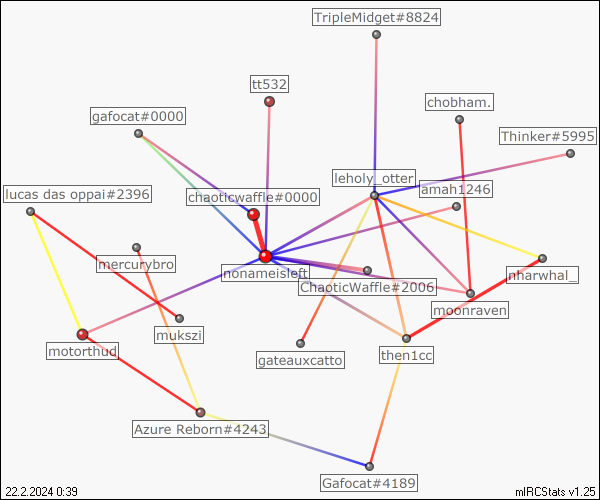 TripleMidget#8824
tt532
chobham.
gafocat#0000
Thinker#5995
leholy_otter
amah1246
lucas das oppai#2396
chaoticwaffle#0000
mercurybro
nonameisleft
nharwhal_
ChaoticWaffle#2006
moonraven
mukszi
motorthud
gateauxcatto
then1cc
Azure Reborn#4243
Gafocat#4189
22.2.2024 0:39
mIRCStats v1.25